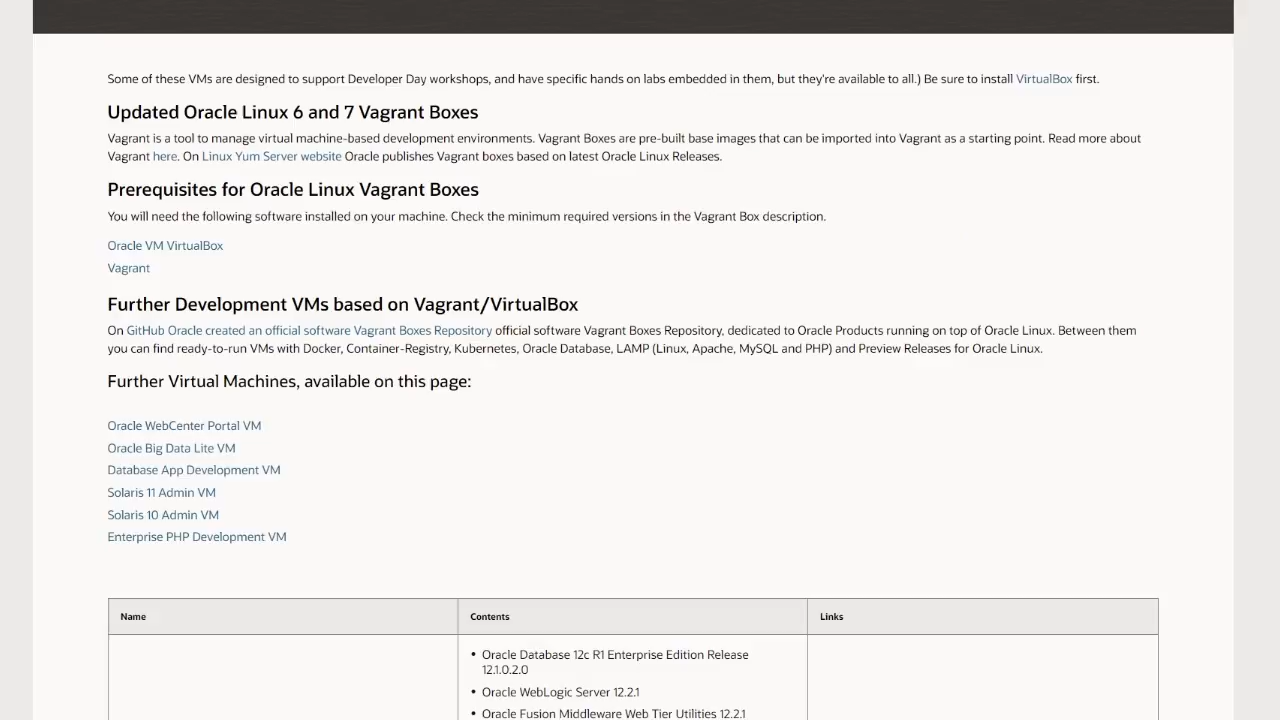 Some of these VMs are designed to support Developer Day workshops, and have specific hands on labs embedded in them, but they're available to all.) Be sure to install VirtualBox first.
Updated Oracle Linux 6 and 7 Vagrant Boxes
Vagrant is a tool to manage virtual machine-based development environments. Vagrant Boxes are pre-built base images that can be imported into Vagrant as a starting point. Read more about
Vagrant here. On Linux Yum Server website Oracle publishes Vagrant boxes based on latest Oracle Linux Releases.
Prerequisites for Oracle Linux Vagrant Boxes
You will need the following software installed on your machine. Check the minimum required versions in the Vagrant Box description.
Oracle VM VirtualBox
Vagrant
Further Development VMs based on Vagrant/VirtualBox
On GitHub Oracle created an official software Vagrant Boxes Repository official software Vagrant Boxes Repository, dedicated to Oracle Products running on top of Oracle Linux. Between them
you can find ready-to-run VMs with Docker, Container-Registry, Kubernetes, Oracle Database, LAMP (Linux, Apache, MySQL and PHP) and Preview Releases for Oracle Linux.
Further Virtual Machines, available on this page:
Oracle WebCenter Portal VM
Oracle Big Data Lite VM
Database App Development VM
Solaris 11 Admin VM
Solaris 10 Admin VM
Enterprise PHP Development VM
Name Contents Links
• Oracle Database 12c R1 Enterprise Edition Release
12.1.0.2.0
• Oracle WebLogic Server 12.2.1
• Oracle Fusion Middleware Web Tier Utilities 12.2.1